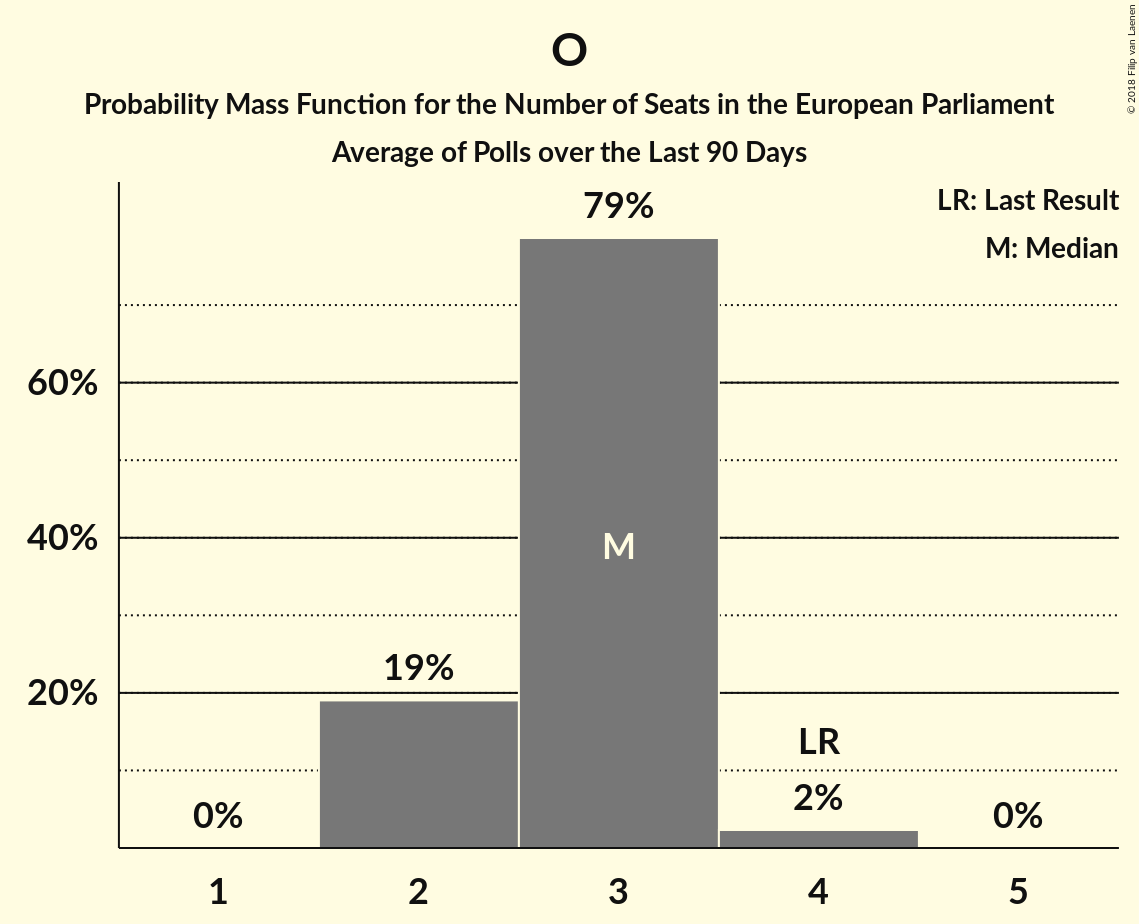 O
Probability Mass Function for the Number of Seats in the European Parliament
Average of Polls over the Last 90 Days
© 2018 Filip van Laenen
LR: Last Result
M: Median
79%
60%
40%
M
20%
19%
LR
2%
0%
0%
1
2
3
4
5